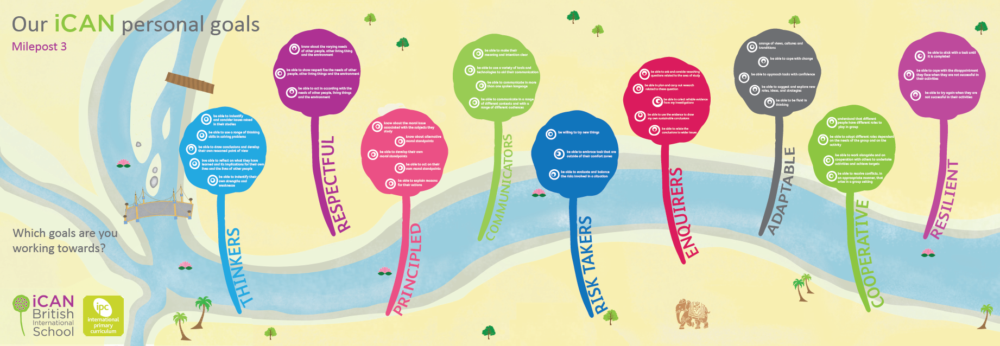 Our iCAN personal goals
Milepost 3
Which goals are you
working towards?
iCAN
British
International
School
ipc
international
primary
curriculum
be able to indentify
and concider issues raised
in their studies
be able to use a range of thinking
skills in solving problems
be able to draw conclusions and develop
their own reasoned point of view
bve able to reflect on what they have
learned and its implications for their own
lives and the lives of other people
be able to indentify their
own strengths and
weaknesse
THINKERS
know about the varying needs
of other people, other living thing
and the environment
be able to show respect foe the needs of other
people, other living things and the environment
be able to act in according with the
needs of other people, living things
and the environment
RESPECTFUL
know about the moral issue
associated with the subjects they
study
know about alternative
moral standpoints
be able to develop their own
moral standpoints
be able to act on their
own moral standpoints
be able to explain reasons
for their actions
PRINCIPLED
be able to make their
meaning and intention clear
be able to use a variety of tools and
technologies to aid their communication
be able to communicate in more
than one spoken language
be able to communicate in a range
of different contexts and with a
range of different audiences
COMMUNICATORS
be willing to try new things
be able to embrace task that are
outside of their comfort zones
be able to evaluate and balance
the risks involved in a situation
RISK TAKERS
be able to ask and consider searching
questions related to the area of study
be able to plan and carry out research
related to these question
be able to colect reliable evidence
from my investigations
be able to use the evidence to draw
my own sustainable conclusions
be able to relate the
conclusions to wider issues
ENQUIRERS
arange of views, cultures and
tranditions
be able to cope with change
be able to approach tasks with confidence
be able to suggest and explore new
roles, ideas, and strategies
be able to be fluid in
thinking
ADAPTABLE
understand that different
people have different roles to
play in group
be able to adopt different roles dependent
on the needs of the group and on the
activity
be able to work alongside and on
cooperation with others to undertake
activities and achieve targets
be able to resolve conflicts, in
an appropriate manner, that
arise in a group setting
COOPERATIVE
be able to stick with a task until
it is completed
be able to cope with the disappointment
they face when they are not successful in
their activities
be able to try again when they are
not successful in their activities
RESILIENT